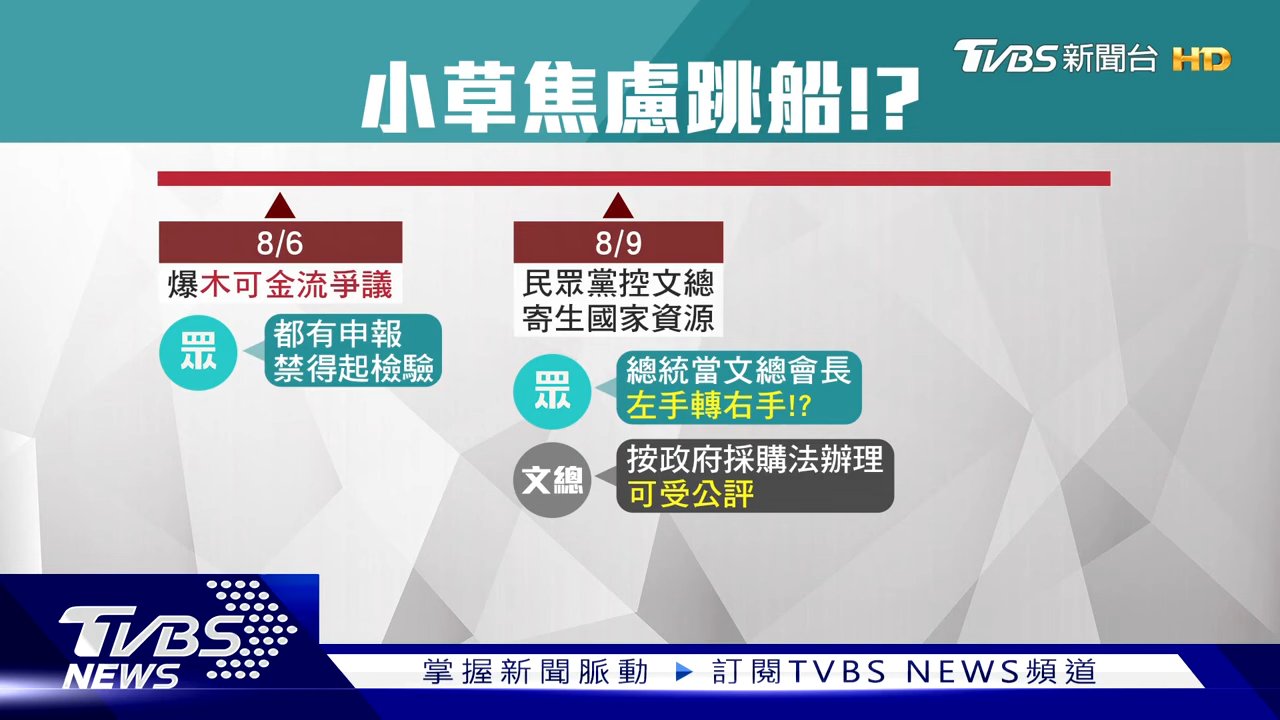 小草焦慮跳船!?
TVBS新聞台 HD
8/6
爆木可金流爭議
眾
都有申報
禁得起檢驗
8/9
民眾黨控文總
寄生國家資源
眾
總統當文總會長
左手轉右手!?
文總
按政府採購法辦理
可受公評
TVBS
NEWS
掌握新聞脈動 訂閱TVBS NEWS頻道